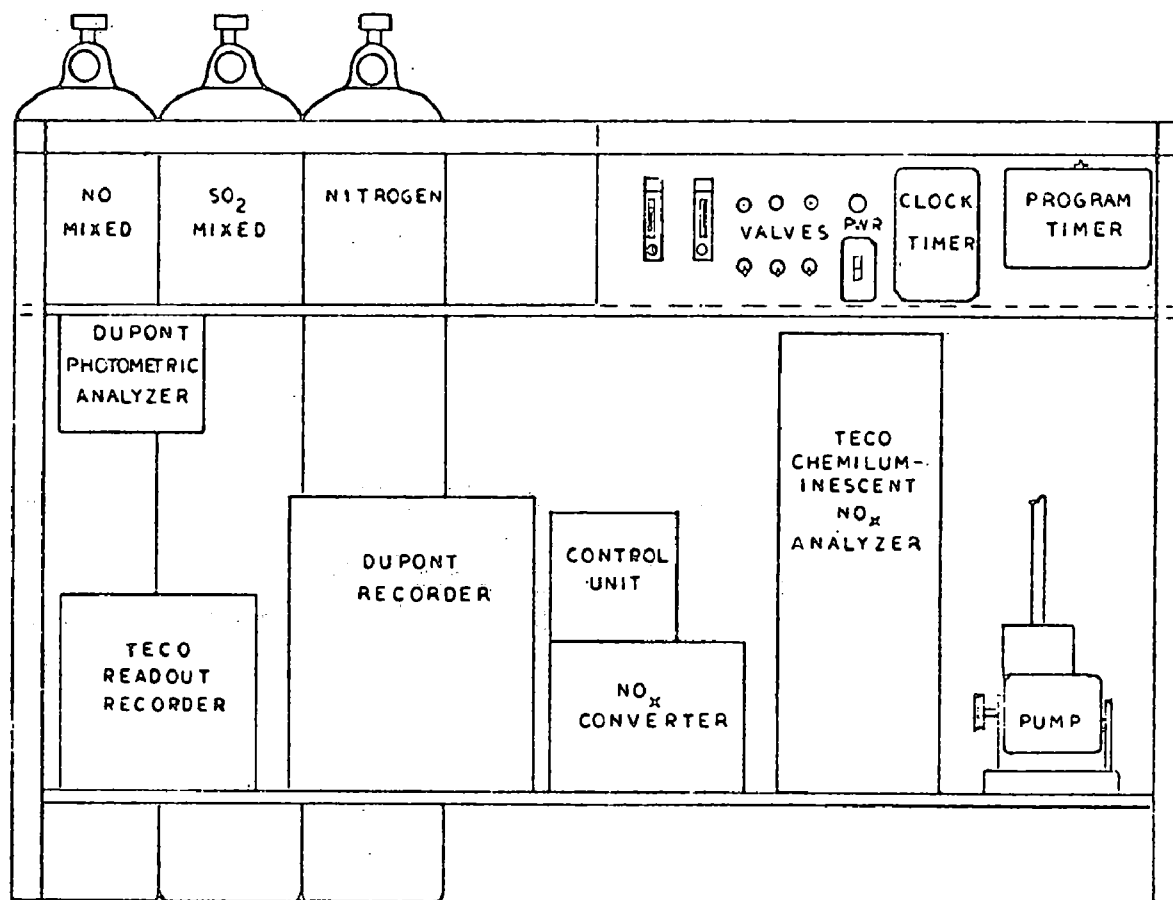 NO
MIXED
SO2
MIXED
NITROGEN
VALVES
PWR
CLOCK
TIMER
PROGRAM
TIMER
DUPONT
PHOTOMETRIC
ANALYZER
TECO
CHEMILUM-
INESCENT
NOx
ANALYZER
DUPONT
RECORDER
CONTROL
UNIT
TECO
READOUT
RECORDER
NOx
CONVERTER
PUMP